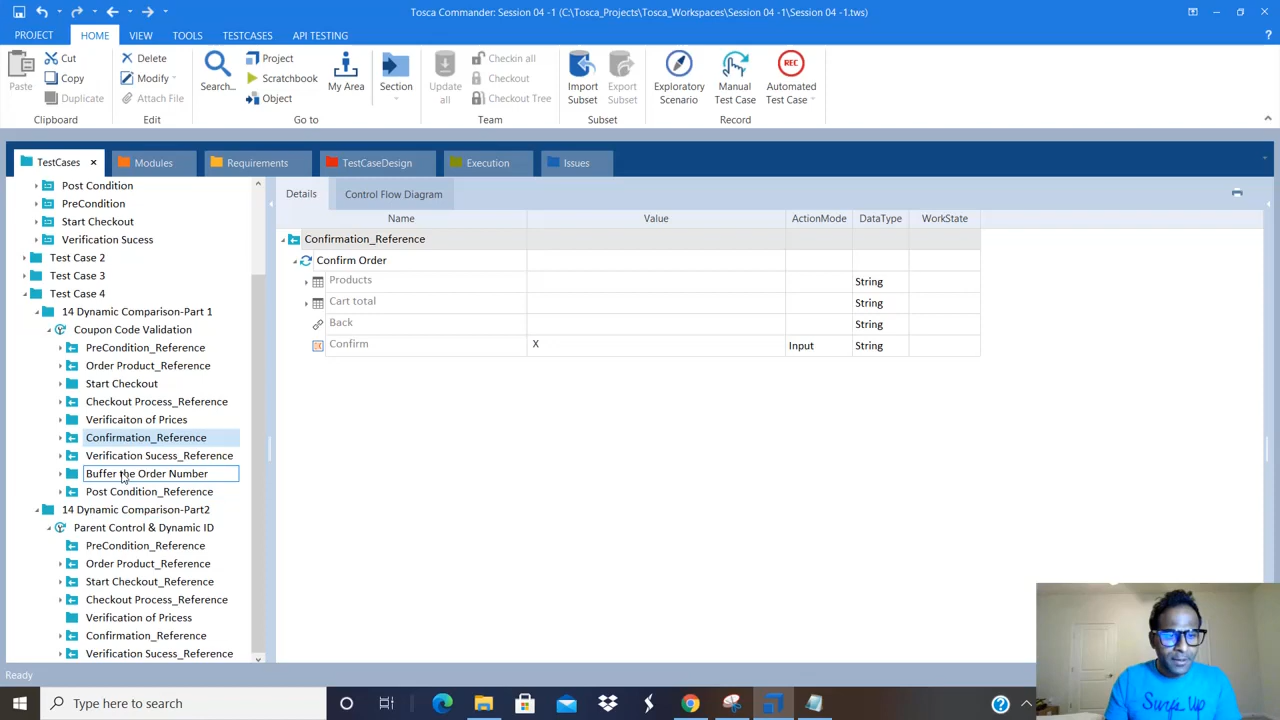 Tosca Commander: Session 04 -1 (C:\Tosca_Projects\Tosca_Workspaces\Session 04 -1\Session 04 -1.tws)
PROJECT HOME VIEW TOOLS TESTCASES API TESTING
Paste Cut Copy Duplicate
Delete Modify Attach File
Search... Project Scratchbook Object My Area Section
Update all Checkin all Checkout Checkout Tree
Import Subset Export Subset
Exploratory Scenario Manual Test Case REC Automated Test Case
Clipboard Edit Go to Team Subset Record
TestCases x Modules Requirements TestCaseDesign Execution Issues
Post Condition
PreCondition
Start Checkout
Verification Sucess
Test Case 2
Test Case 3
Test Case 4
14 Dynamic Comparison-Part 1
Coupon Code Validation
PreCondition_Reference
Order Product_Reference
Start Checkout
Checkout Process_Reference
Verificaiton of Prices
Confirmation_Reference
Verification Sucess_Reference
Buffer the Order Number
Post Condition_Reference
14 Dynamic Comparison-Part2
Parent Control & Dynamic ID
PreCondition_Reference
Order Product_Reference
Start Checkout_Reference
Checkout Process_Reference
Verification of Pricess
Confirmation_Reference
Verification Sucess_Reference
Details Control Flow Diagram
Name Value ActionMode DataType WorkState
Confirmation_Reference
Confirm Order
Products String
Cart total String
Back String
Confirm X Input String
Surf's Up
Ready
Type here to search